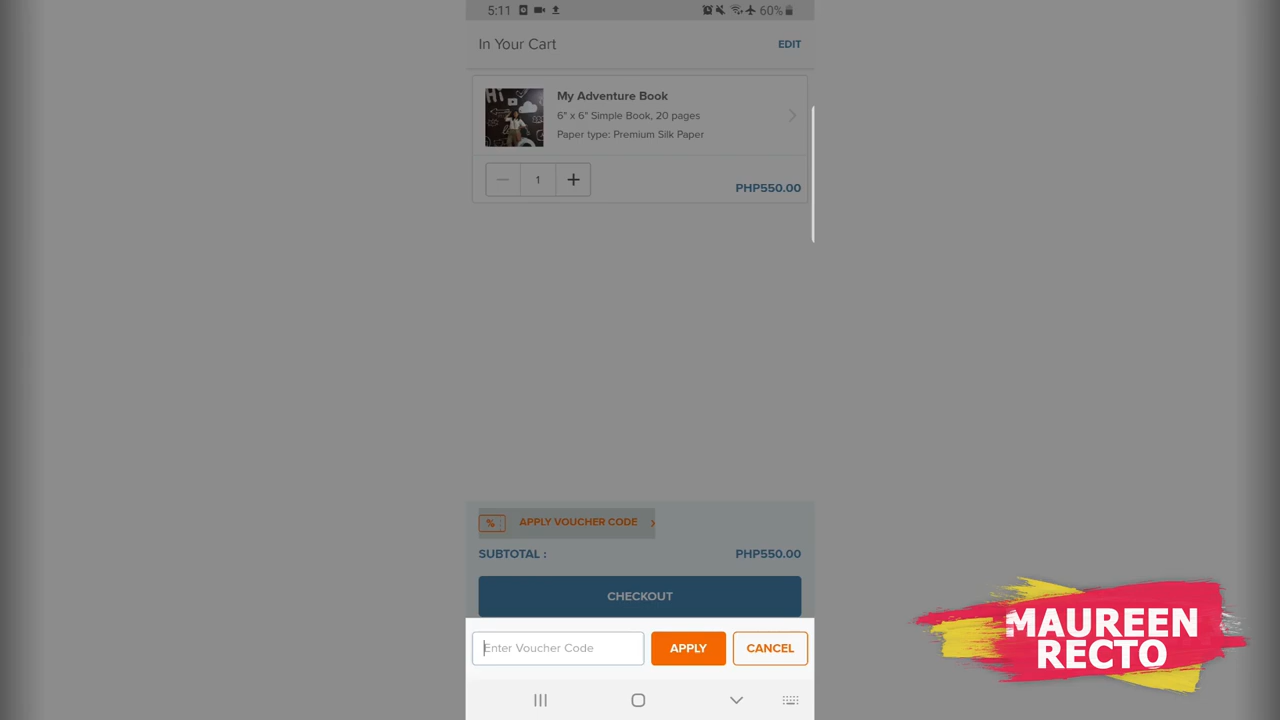 5:11
60%
In Your Cart
EDIT
Hi
My Adventure Book
6" x 6" Simple Book, 20 pages
Paper type: Premium Silk Paper
1
PHP550.00
% APPLY VOUCHER CODE
SUBTOTAL :
PHP550.00
CHECKOUT
Enter Voucher Code
APPLY
CANCEL
MAUREEN
RECTO